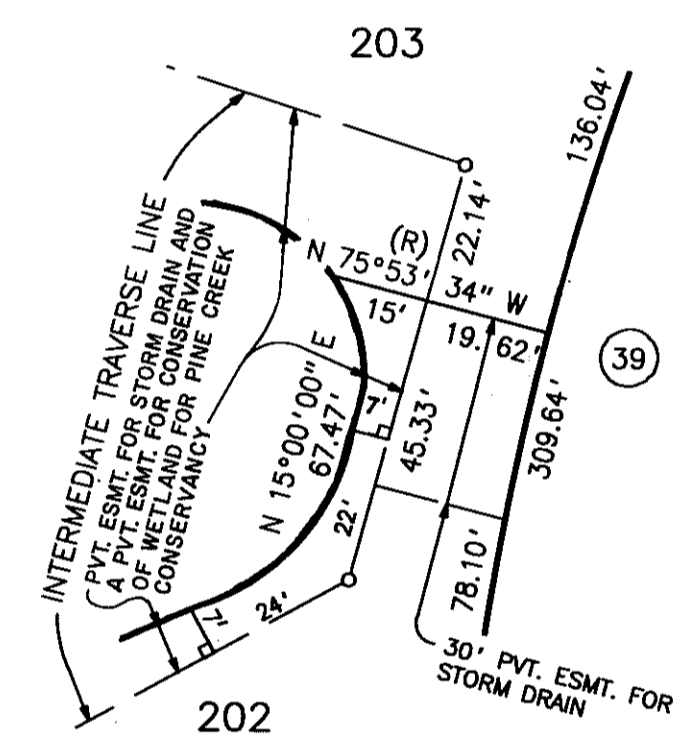 203
136.04'
22.14'
(R)
N 75°53' 34" W
15'
19.62'
39
INTERMEDIATE TRAVERSE LINE
PVT. ESMT. FOR STORM DRAIN AND
A PVT. ESMT. FOR CONSERVATION
OF WETLAND FOR PINE CREEK
CONSERVANCY
N 15°00'00" E
67.47'
7'
45.33'
309.64'
22'
78.10'
24'
7'
30' PVT. ESMT. FOR
STORM DRAIN
202